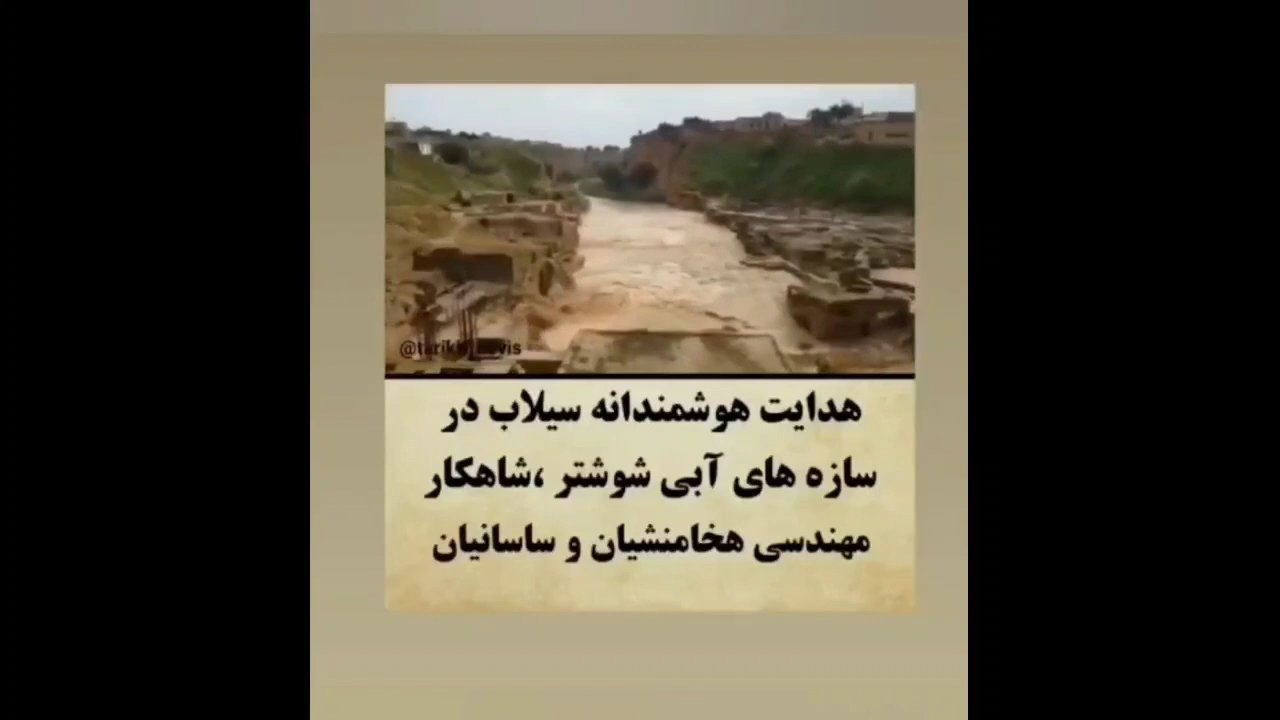 هدایت هوشمندانه سیلاب در
سازه های آبی شوشتر ،شاهکار
مهندسی هخامنشیان و ساسانیان